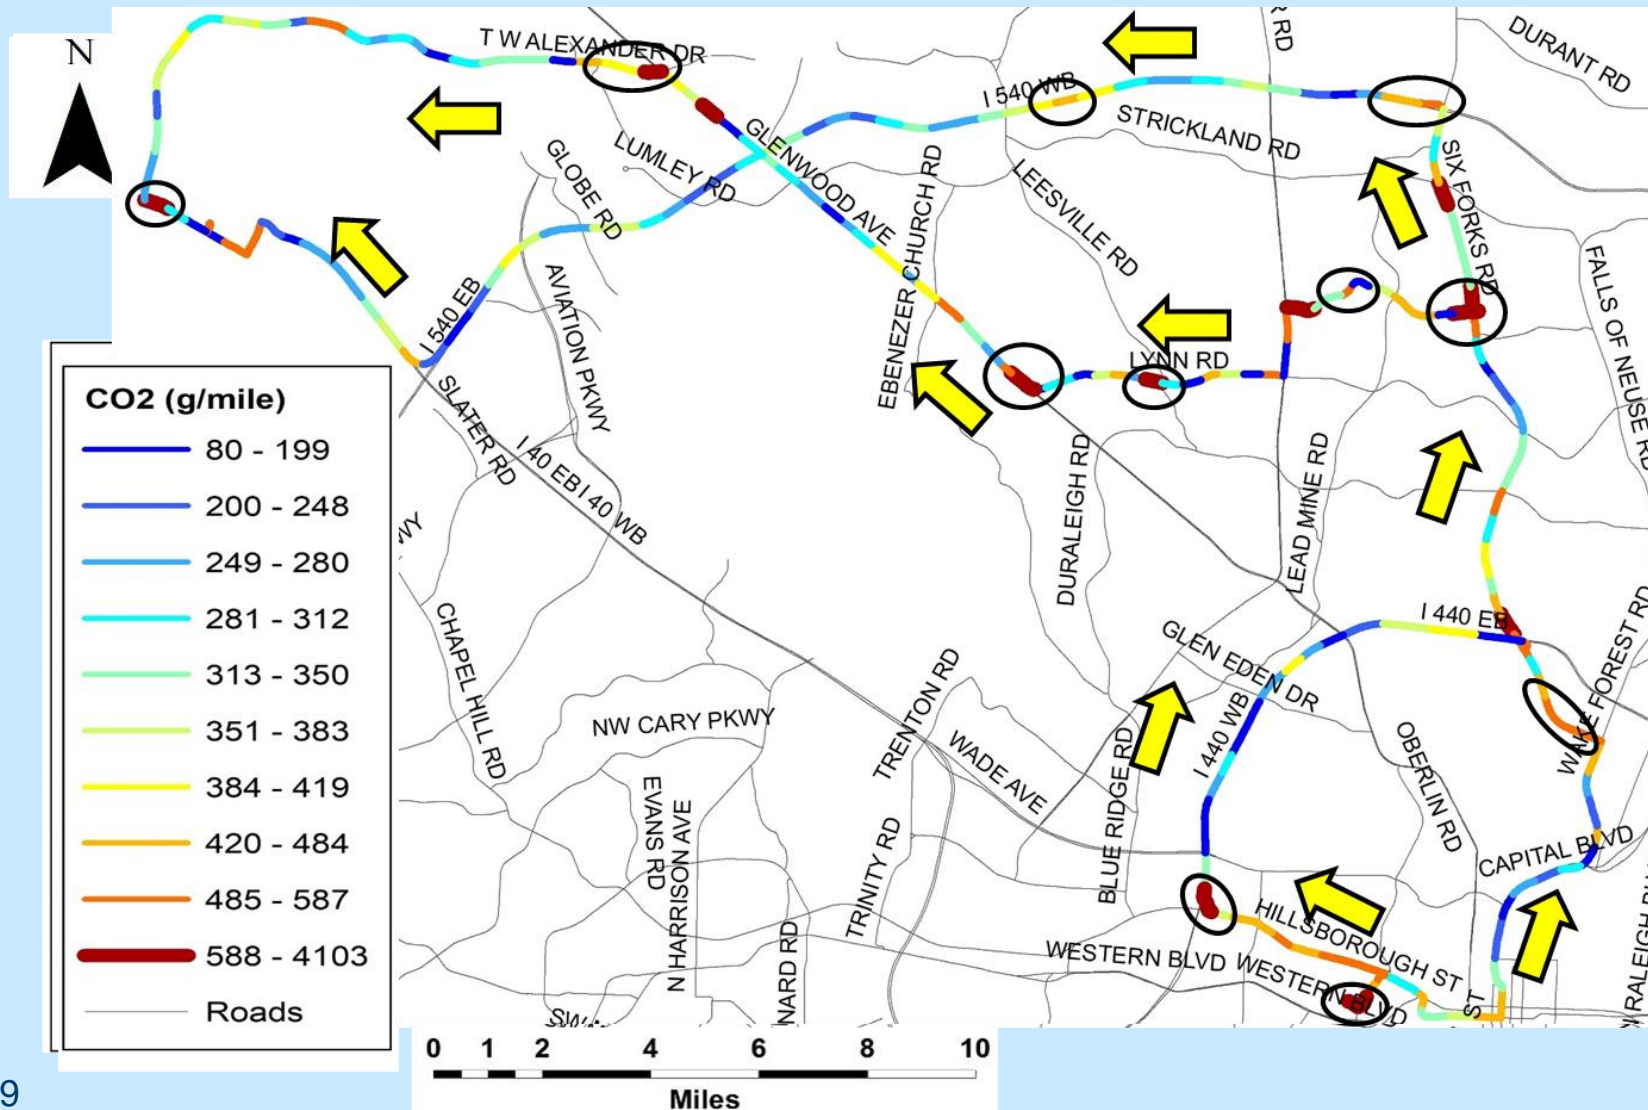 N
T W ALEXANDER DR
I 540 WB
RD
DURANT RD
STRICKLAND RD
GLENWOOD AVE
LUMLEY RD
GLOBE RD
EBENEZER CHURCH RD
LEESVILLE RD
SIX FORKS RD
FALLS OF NEUSE RD
I 540 EB
AVIATION PKWY
LYNN RD
SLATER RD
I 40 EB
I 40 WB
DURALEIGH RD
LEAD MINE RD
CO2 (g/mile)
80 - 199
200 - 248
249 - 280
281 - 312
313 - 350
351 - 383
384 - 419
420 - 484
485 - 587
588 - 4103
Roads
WY
CHAPEL HILL RD
NW CARY PKWY
EVANS RD
N HARRISON AVE
TRENTON RD
WADE AVE
TRINITY RD
NARD RD
BLUE RIDGE RD
GLEN EDEN DR
I 440 WB
I 440 EB
OBERLIN RD
WAKE FOREST RD
CAPITAL BLVD
HILLSBOROUGH ST
WESTERN BLVD
WESTERN BLVD
ST
RALEIGH
SW
0 1 2 4 6 8 10
Miles
9